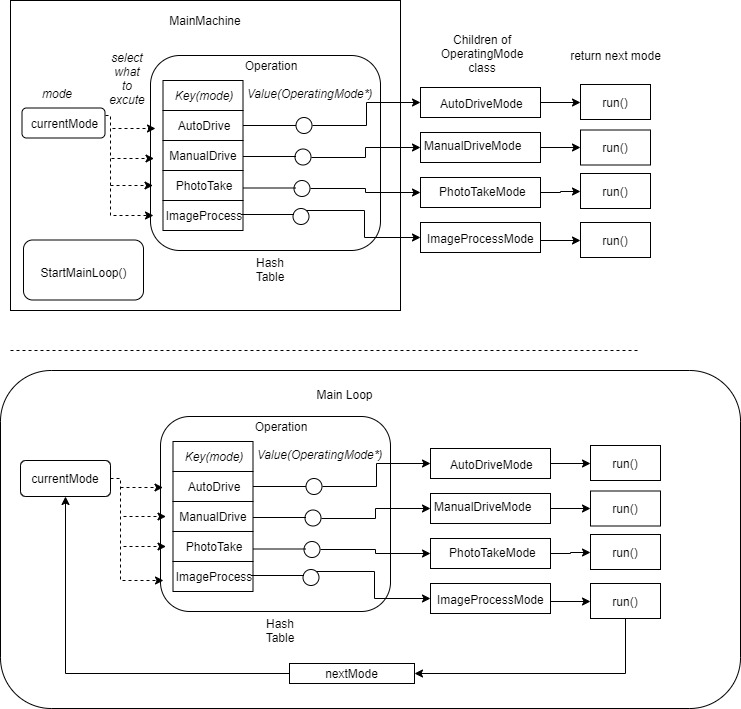 MainMachine
Children of
OperatingMode
class
return next mode
select
what
to
excute
mode
currentMode
Operation
Key(mode) Value(OperatingMode*)
AutoDrive
ManualDrive
PhotoTake
ImageProcess
AutoDriveMode
run()
ManualDriveMode
run()
PhotoTakeMode
run()
ImageProcessMode
run()
Hash
Table
StartMainLoop()
Main Loop
Operation
Key(mode) Value(OperatingMode*)
currentMode
AutoDrive
ManualDrive
PhotoTake
ImageProcess
AutoDriveMode
run()
ManualDriveMode
run()
PhotoTakeMode
run()
ImageProcessMode
run()
Hash
Table
nextMode